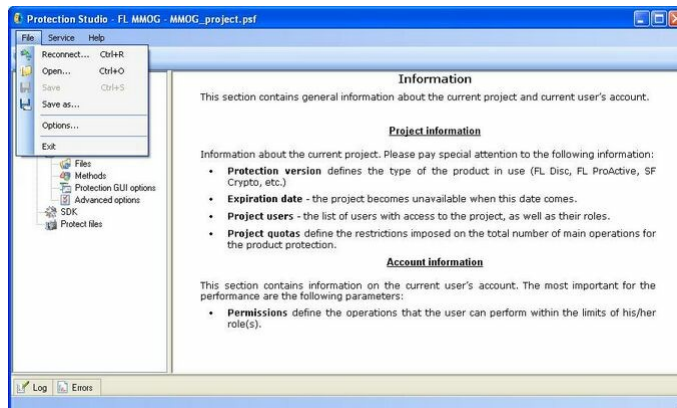 Protection Studio - FL MMOG - MMOG_project.psf
File Service Help
Reconnect... Ctrl+R
Open... Ctrl+O
Save Ctrl+S
Save as...
Options...
Exit
Files
Methods
Protection GUI options
Advanced options
SDK
Protect files
Information
This section contains general information about the current project and current user's account.
Project information
Information about the current project. Please pay special attention to the following information:
• Protection version defines the type of the product in use (FL Disc, FL ProActive, SF
Crypto, etc.)
• Expiration date - the project becomes unavailable when this date comes.
• Project users - the list of users with access to the project, as well as their roles.
• Project quotas define the restrictions imposed on the total number of main operations for
the product protection.
Account information
This section contains information on the current user's account. The most important for the
performance are the following parameters:
• Permissions define the operations that the user can perform within the limits of his/her
role(s).
Log Errors